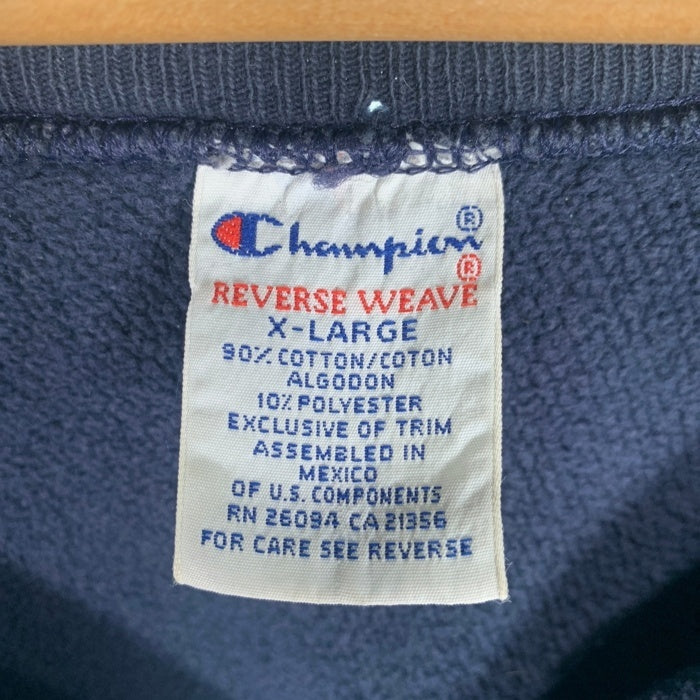 Champion®
REVERSE WEAVE®
X-LARGE
90% COTTON/COTON
ALGODON
10% POLYESTER
EXCLUSIVE OF TRIM
ASSEMBLED IN
MEXICO
OF U.S. COMPONENTS
RN 26094 CA 21356
FOR CARE SEE REVERSE